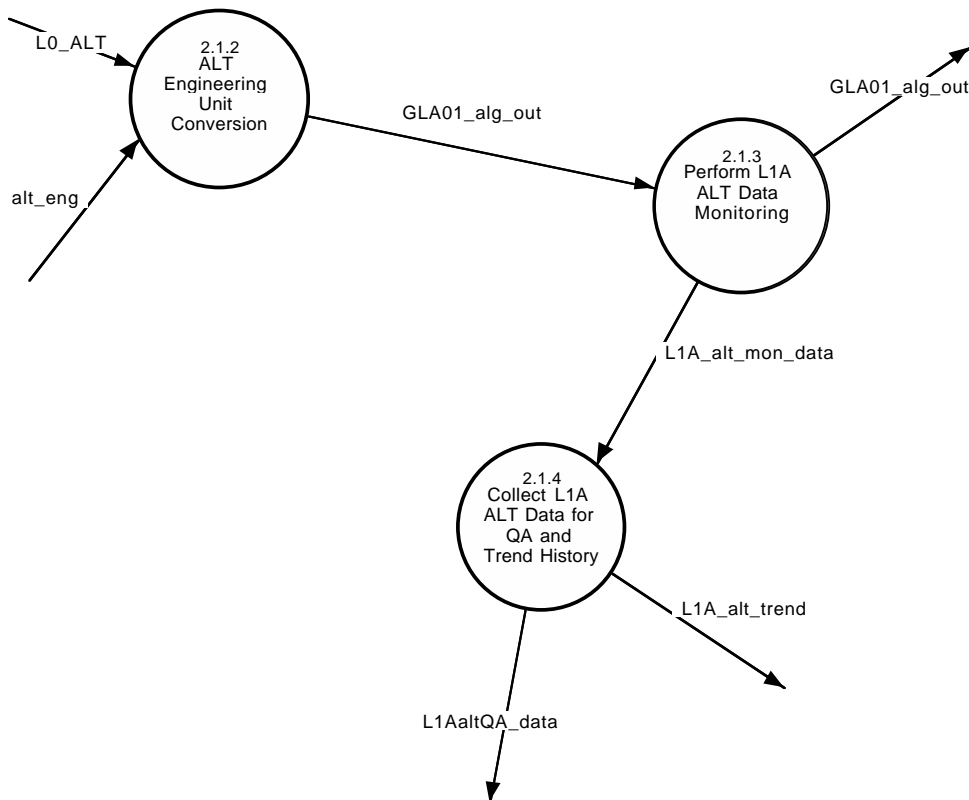 L0_ALT
2.1.2
ALT
Engineering
Unit
Conversion
GLA01_alg_out
GLA01_alg_out
alt_eng
2.1.3
Perform L1A
ALT Data
Monitoring
L1A_alt_mon_data
2.1.4
Collect L1A
ALT Data for
QA and
Trend History
L1A_alt_trend
L1AaltQA_data